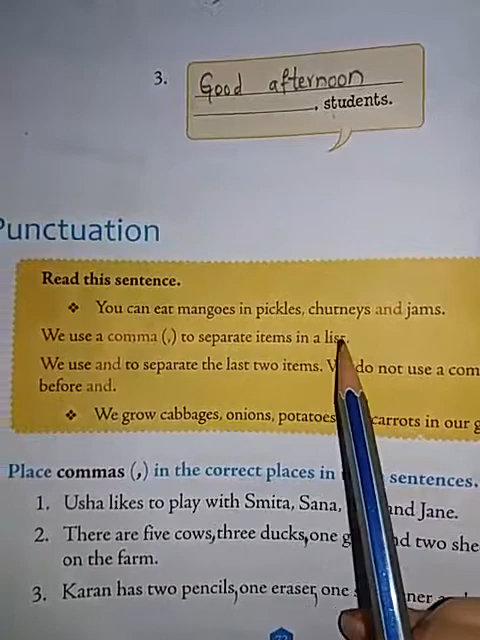 3.
Good afternoon
, students.
Punctuation
Read this sentence.
❖ You can eat mangoes in pickles, chutneys and jams.
We use a comma (,) to separate items in a list.
We use and to separate the last two items. We do not use a com
before and.
❖ We grow cabbages, onions, potatoes carrots in our g
Place commas (,) in the correct places in sentences.
1. Usha likes to play with Smita, Sana, and Jane.
2. There are five cows,three ducks,one g nd two she
on the farm.
3. Karan has two pencils,one eraser, one ner